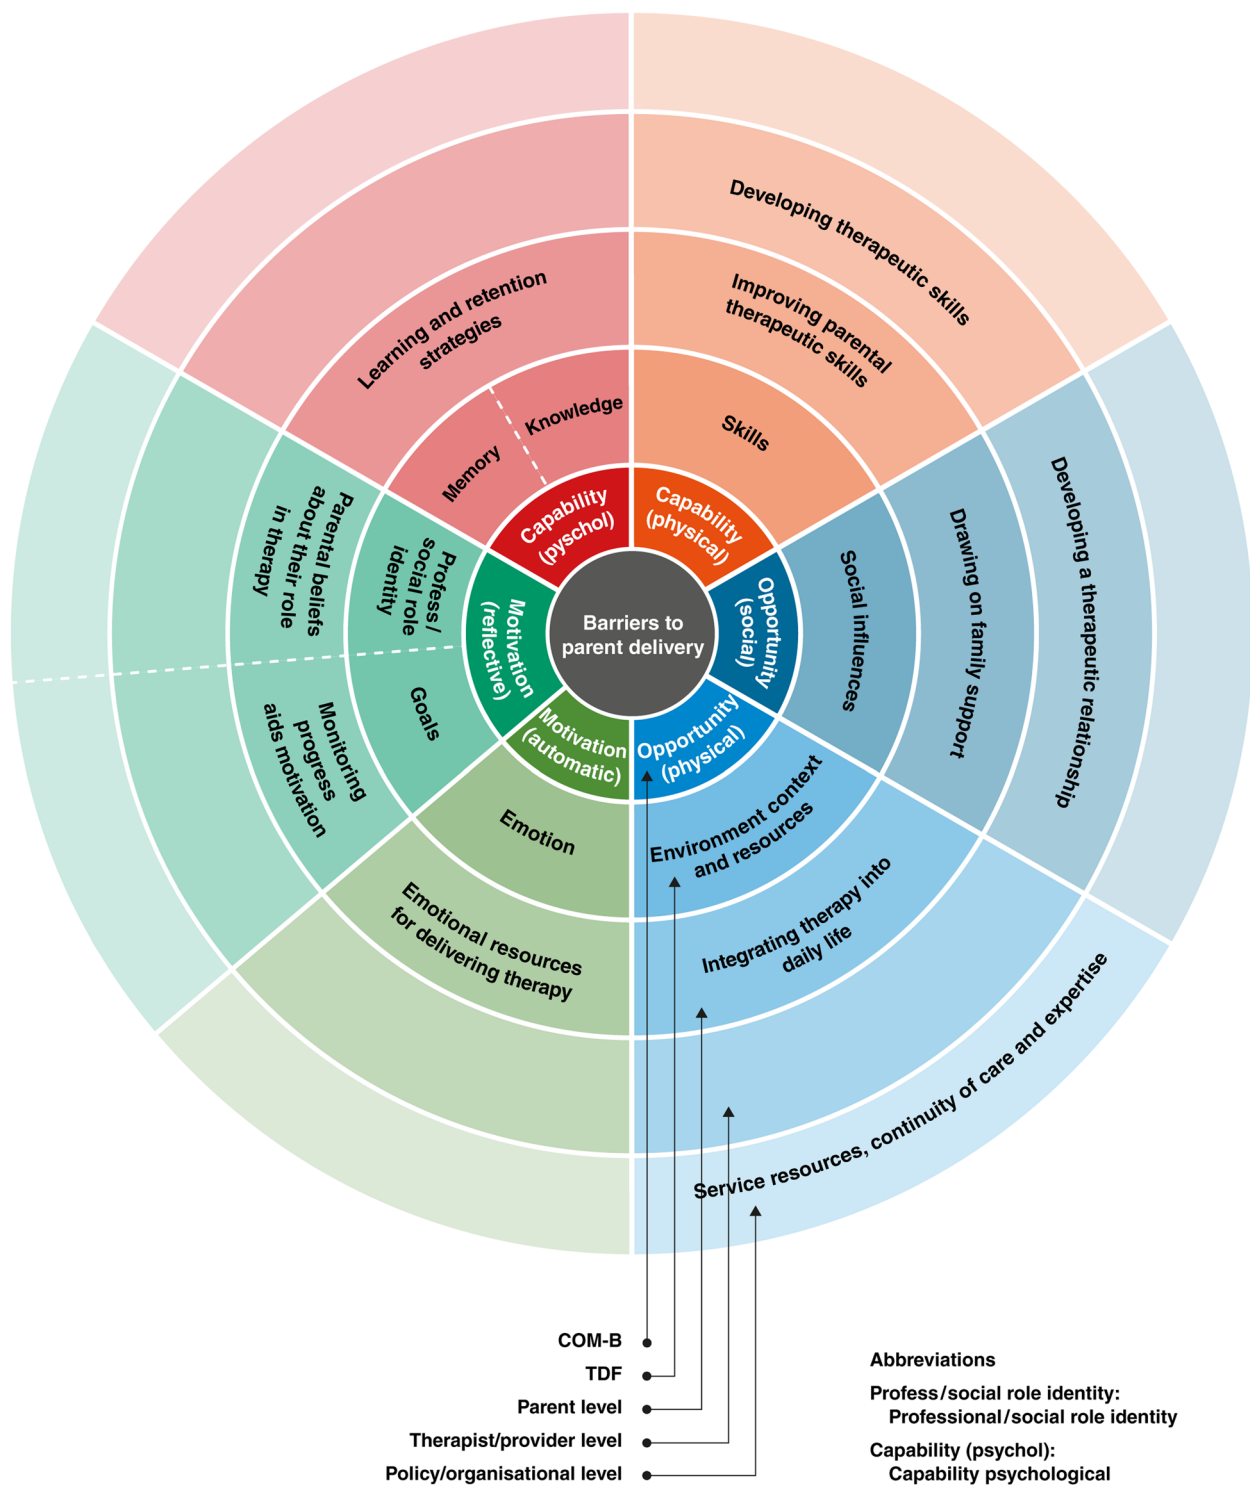 Barriers to
parent delivery
Capability
(pyschol)
Memory
Knowledge
Learning and retention
strategies
Capability
(physical)
Skills
Improving parental
therapeutic skills
Developing therapeutic skills
Opportunity
(social)
Social influences
Drawing on family support
Developing a therapeutic relationship
Opportunity
(physical)
Environment context
and resources
Integrating therapy into
daily life
Service resources, continuity of care and expertise
Motivation
(automatic)
Emotion
Emotional resources
for delivering therapy
Motivation
(reflective)
Profess/
social role
identity
Goals
Parental beliefs
about their role
in therapy
Monitoring
progress
aids motivation
COM-B
TDF
Parent level
Therapist/provider level
Policy/organisational level
Abbreviations
Profess/social role identity:
Professional/social role identity
Capability (psychol):
Capability psychological